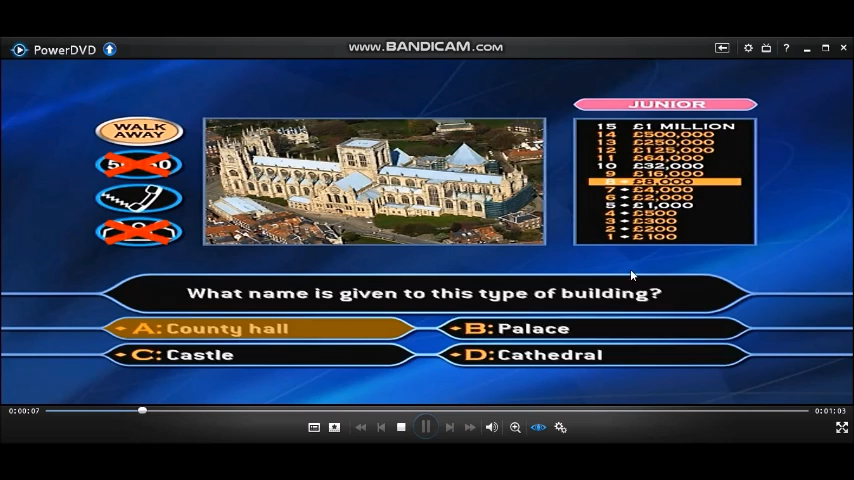 PowerDVD
www.BANDICAM.com
?
JUNIOR
WALK AWAY
15 £1 MILLION
14 £500,000
13 £250,000
12 £125,000
11 £64,000
10 £32,000
9 £16,000
8 £8,000
7 £4,000
6 £2,000
5 £1,000
4 £500
3 £300
2 £200
1 £100
What name is given to this type of building?
A: County hall
B: Palace
C: Castle
D: Cathedral
0:00:07
0:01:03